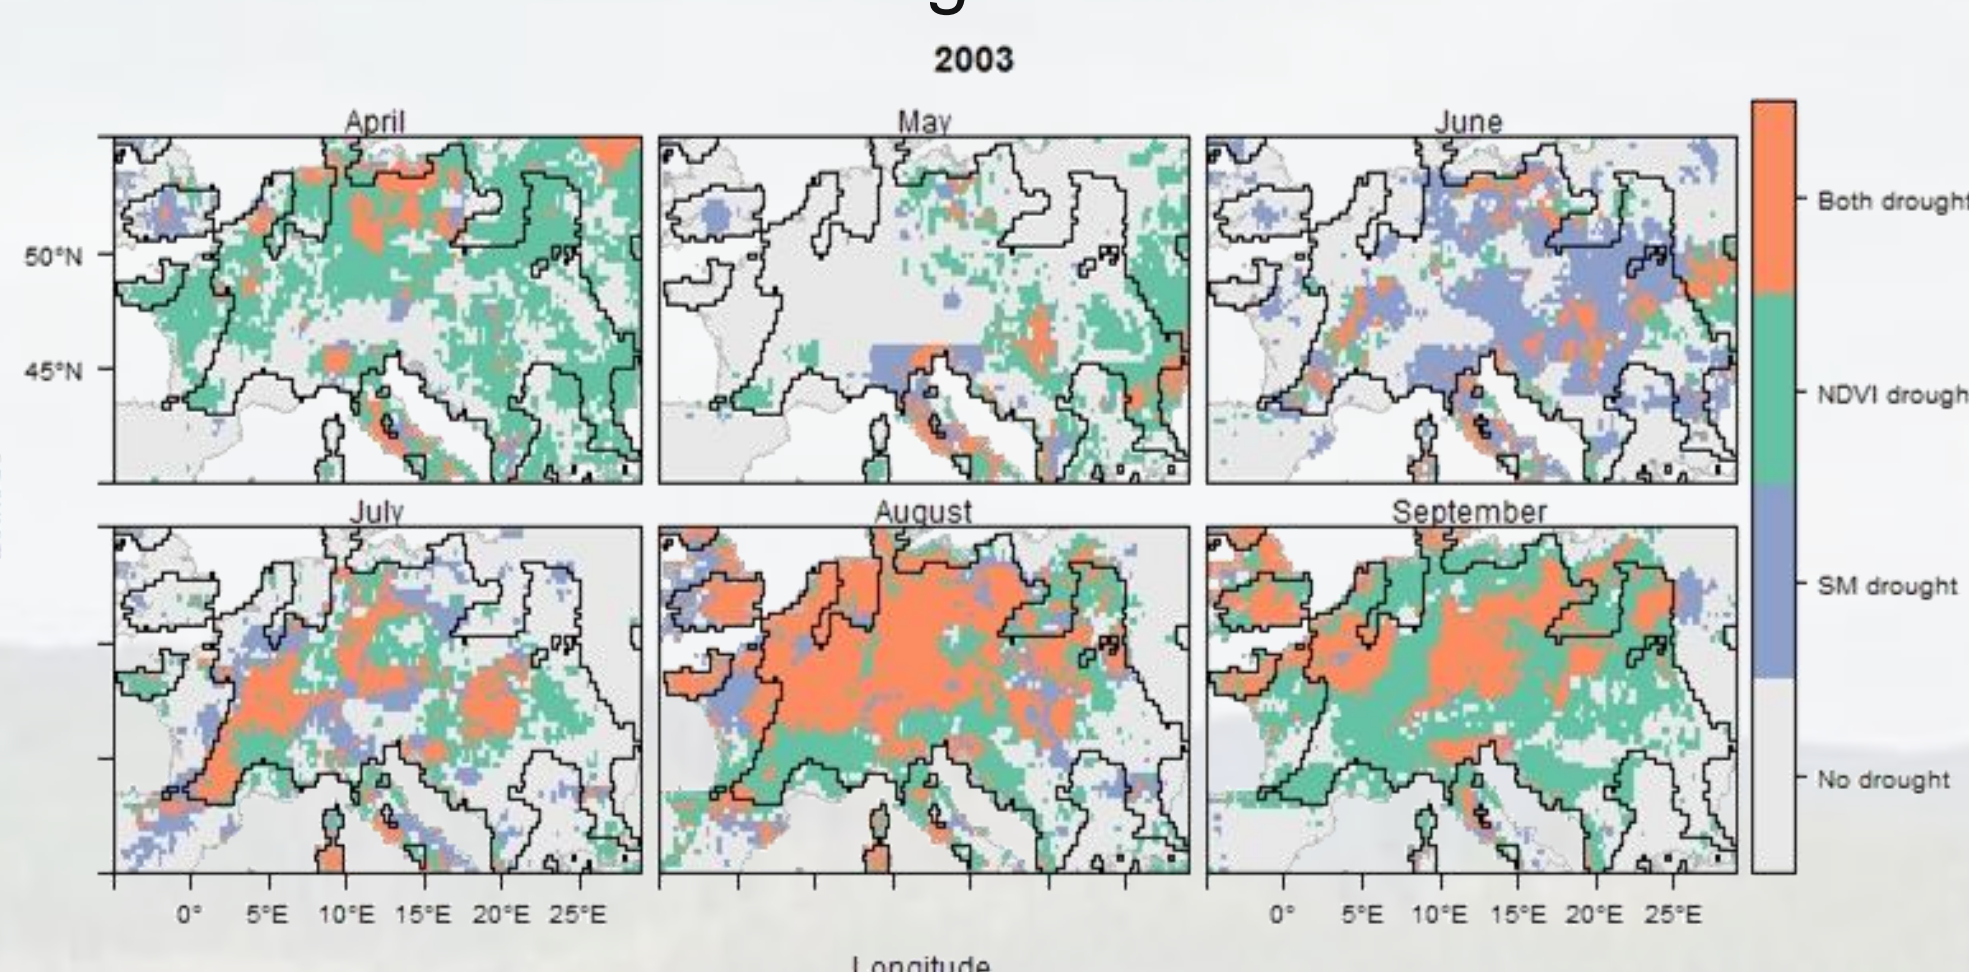 2003
April
May
June
50°N
45°N
July
August
September
0° 5°E 10°E 15°E 20°E 25°E
0° 5°E 10°E 15°E 20°E 25°E
Longitude
Both drought
NDVI drough
SM drought
No drought